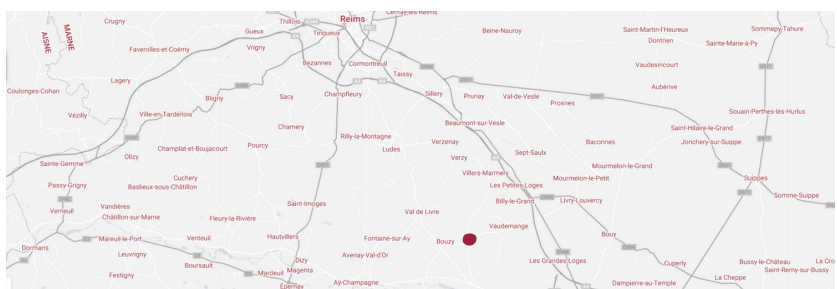 Crugny
Thillois
Reims
Cernay-lès-Reims
Gueux
Tinqueux
Beine-Nauroy
Saint-Martin-l'Heureux
Sommepy-Tahure
MARNE
AISNE
Faverolles-et-Coëmy
Vrigny
Dontrien
Sainte-Marie-à-Py
Bezannes
Cormontreuil
Taissy
Vaudesincourt
Lagery
Aubérive
Coulonges-Cohan
Bligny
Sacy
Champfleury
Sillery
Prunay
Val-de-Vesle
Prosnes
Vézilly
Ville-en-Tardenois
Souain-Perthes-lès-Hurlus
Chamery
Beaumont-sur-Vesle
Saint-Hilaire-le-Grand
Rilly-la-Montagne
Verzenay
Baconnes
Jonchery-sur-Suippe
Champlat-et-Boujacourt
Pourcy
Ludes
Olizy
Verzy
Sept-Saulx
Sainte-Gemme
Mourmelon-le-Grand
Villers-Marmery
Cuchery
Mourmelon-le-Petit
Suippes
Passy-Grigny
Baslieux-sous-Châtillon
Les Petites-Loges
Somme-Suippe
Vandières
Saint-Imoges
Billy-le-Grand
Livry-Louvercy
Verneuil
Châtillon-sur-Marne
Fleury-la-Rivière
Val de Livre
Vaudemange
Mareuil-le-Port
Venteuil
Hautvillers
Fontaine-sur-Ay
Bouzy
Bouy
Dormans
Leuvrigny
Avenay-Val-d'Or
Boursault
Dizy
Les Grandes Loges
Cuperly
Bussy-le-Château
La Cro
Festigny
Mardeuil
Magenta
Saint-Remy-sur-Bussy
Épernay
Aÿ-Champagne
Dampierre-au-Temple
La Cheppe